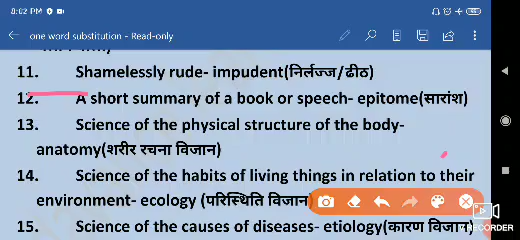 8:02 PM
one word substitution - Read-only
11. Shamelessly rude- impudent(निर्लज्ज/ढीठ)
12. A short summary of a book or speech- epitome(सारांश)
13. Science of the physical structure of the body-
anatomy(शरीर रचना विज्ञान)
14. Science of the habits of living things in relation to their
environment- ecology (परिस्थिति विज्ञान)
15. Science of the causes of diseases- etiology(कारण विज्ञान)
RECORDER